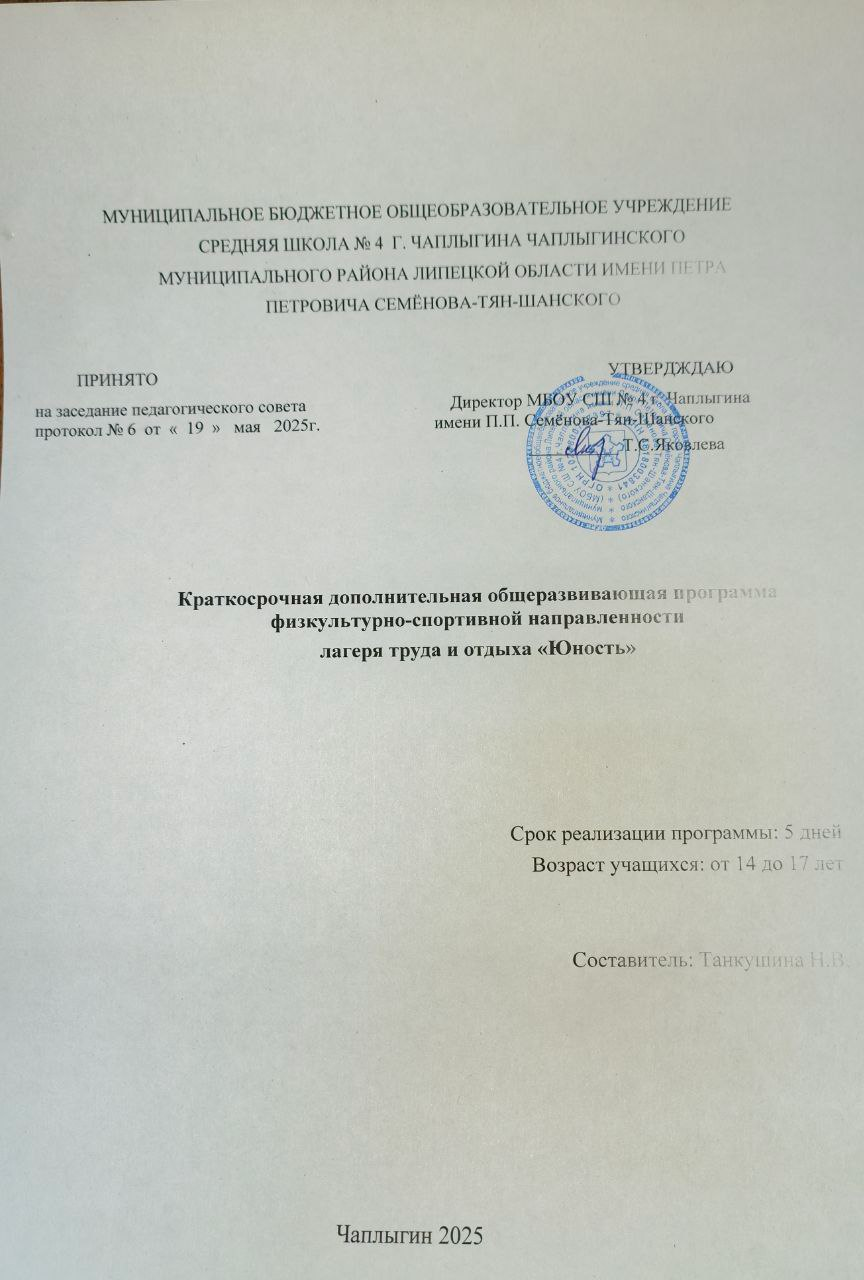 МУНИЦИПАЛЬНОЕ БЮДЖЕТНОЕ ОБЩЕОБРАЗОВАТЕЛЬНОЕ УЧРЕЖДЕНИЕ
СРЕДНЯЯ ШКОЛА № 4 Г. ЧАПЛЫГИНА ЧАПЛЫГИНСКОГО
МУНИЦИПАЛЬНОГО РАЙОНА ЛИПЕЦКОЙ ОБЛАСТИ ИМЕНИ ПЕТРА
ПЕТРОВИЧА СЕМЁНОВА-ТЯН-ШАНСКОГО
ПРИНЯТО
на заседание педагогического совета
протокол № 6 от « 19 » мая 2025г.
УТВЕРДЖДАЮ
Директор МБОУ СШ № 4 г. Чаплыгина
имени П.П. Семёнова-Тян-Шанского
Т.С.Яковлева
Краткосрочная дополнительная общеразвивающая программа
физкультурно-спортивной направленности
лагеря труда и отдыха «Юность»
Срок реализации программы: 5 дней
Возраст учащихся: от 14 до 17 лет
Составитель: Танкушина Н.В.
Чаплыгин 2025